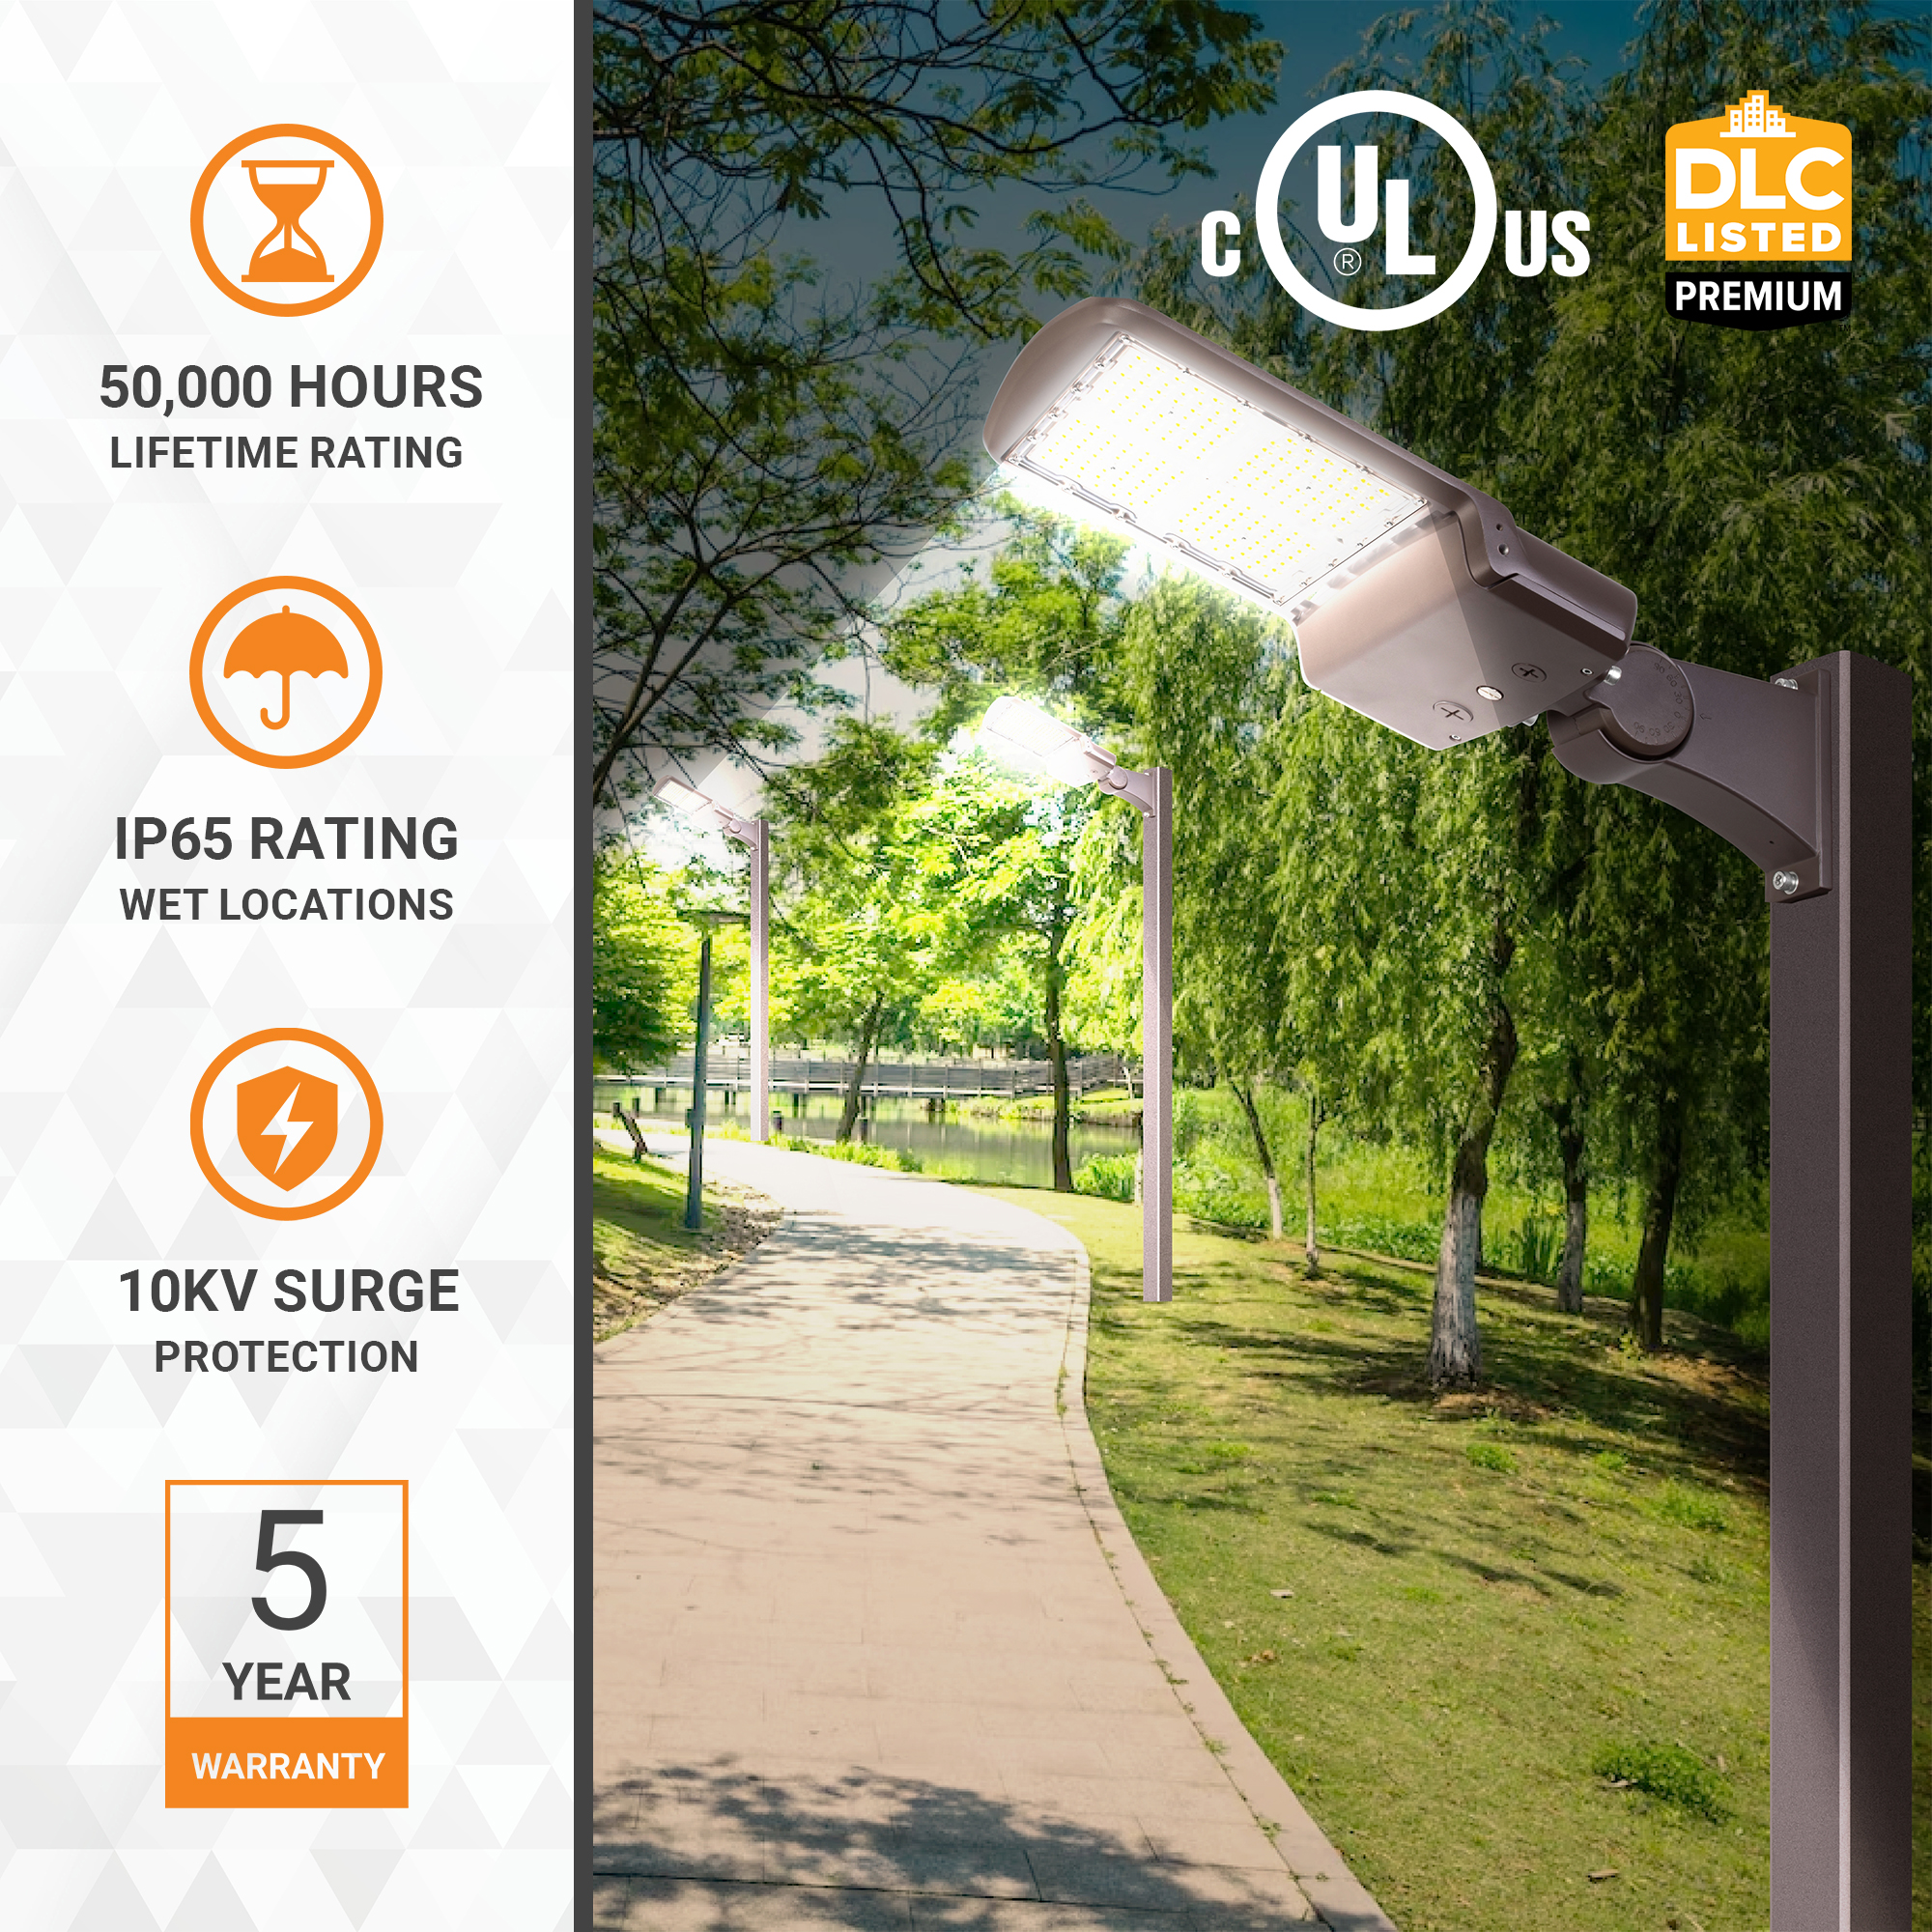 50,000 HOURS
LIFETIME RATING
IP65 RATING
WET LOCATIONS
10KV SURGE
PROTECTION
5
YEAR
WARRANTY
C UL® US
DLC
LISTED
PREMIUM